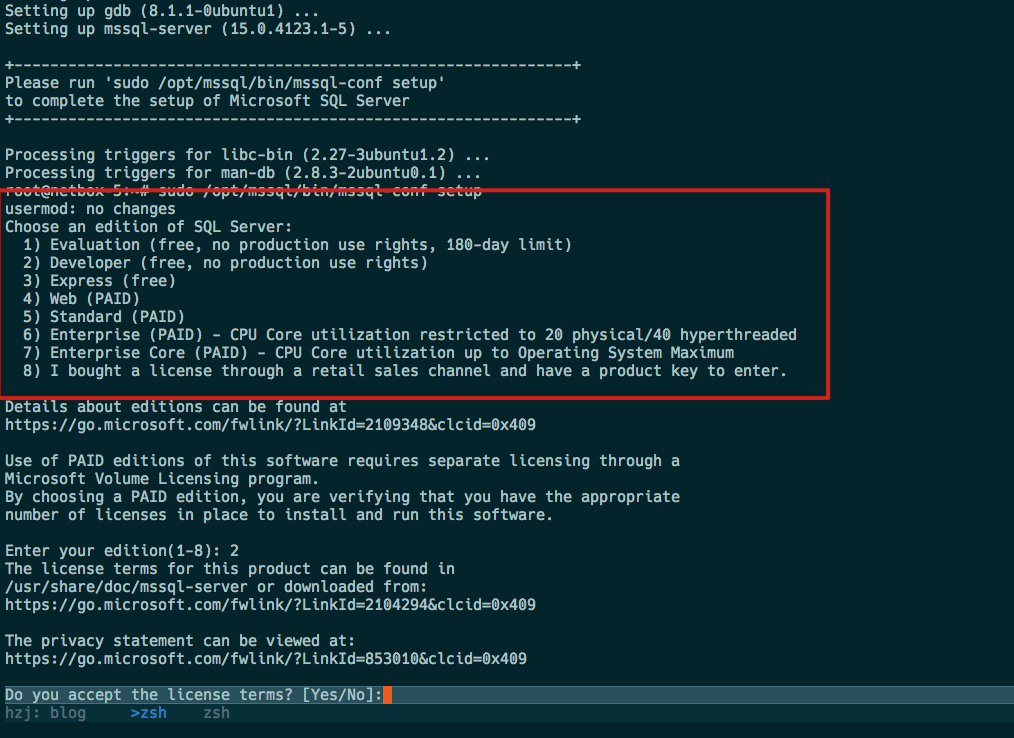 Setting up gdb (8.1.1-0ubuntu1) ...
Setting up mssql-server (15.0.4123.1-5) ...
+--------------------------------------------------------------+
Please run 'sudo /opt/mssql/bin/mssql-conf setup'
to complete the setup of Microsoft SQL Server
+--------------------------------------------------------------+
Processing triggers for libc-bin (2.27-3ubuntu1.2) ...
Processing triggers for man-db (2.8.3-2ubuntu0.1) ...
root@netbox-5:~# sudo /opt/mssql/bin/mssql-conf setup
usermod: no changes
Choose an edition of SQL Server:
  1) Evaluation (free, no production use rights, 180-day limit)
  2) Developer (free, no production use rights)
  3) Express (free)
  4) Web (PAID)
  5) Standard (PAID)
  6) Enterprise (PAID) - CPU Core utilization restricted to 20 physical/40 hyperthreaded
  7) Enterprise Core (PAID) - CPU Core utilization up to Operating System Maximum
  8) I bought a license through a retail sales channel and have a product key to enter.
Details about editions can be found at
https://go.microsoft.com/fwlink/?LinkId=2109348&clcid=0x409
Use of PAID editions of this software requires separate licensing through a
Microsoft Volume Licensing program.
By choosing a PAID edition, you are verifying that you have the appropriate
number of licenses in place to install and run this software.
Enter your edition(1-8): 2
The license terms for this product can be found in
/usr/share/doc/mssql-server or downloaded from:
https://go.microsoft.com/fwlink/?LinkId=2104294&clcid=0x409
The privacy statement can be viewed at:
https://go.microsoft.com/fwlink/?LinkId=853010&clcid=0x409
Do you accept the license terms? [Yes/No]:
hzj: blog >zsh zsh